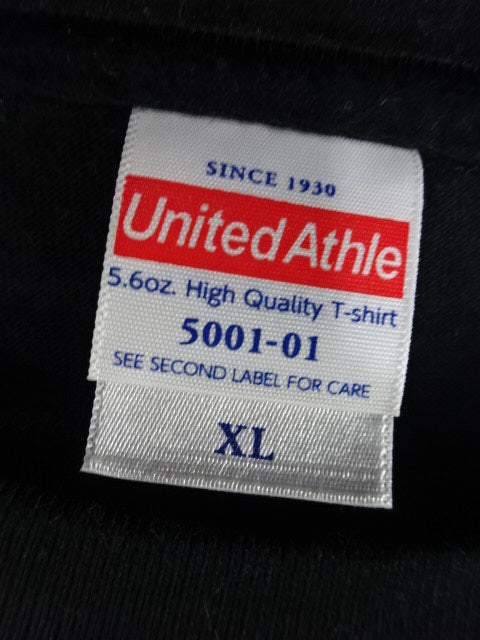 SINCE 1930
United Athle
5.6oz. High Quality T-shirt
5001-01
SEE SECOND LABEL FOR CARE
XL